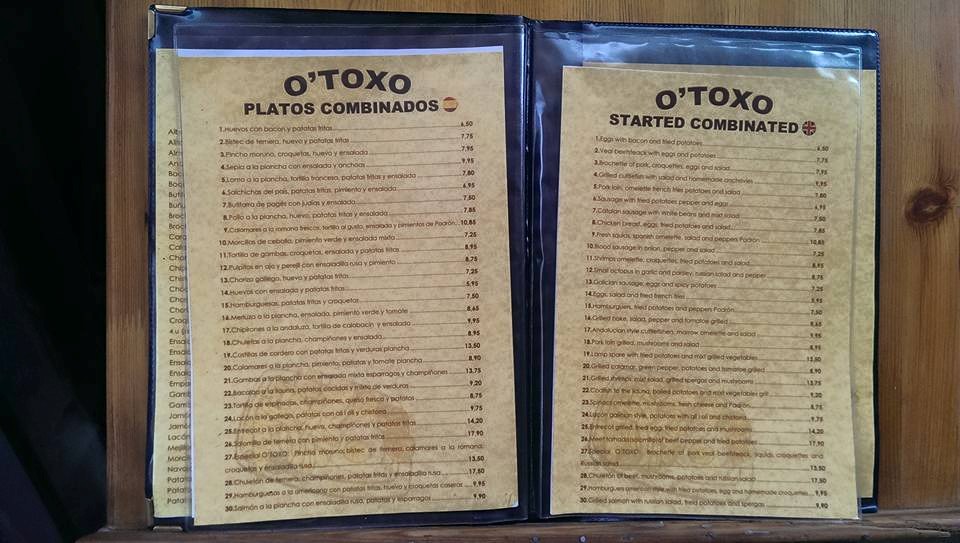 O'TOXO
PLATOS COMBINADOS
1.Huevos con bacon y patatas fritas 6,50
2.Bistec de ternera, huevo y patatas fritas 7,75
3.Pincho moruno, croquetas, huevo y ensalada 7,95
4.Sepia a la plancha con ensalada y anchoas 9,95
5.Lomo a la plancha, tortilla francesa, patatas fritas y ensalada 7,80
6.Salchichas del país, patatas fritas, pimiento y ensalada 6,95
7.Butifarra de pagés con judías y ensalada 7,50
8.Pollo a la plancha, huevo, patatas fritas y ensalada 7,85
9.Calamares a la romana frescos, tortilla al gusto, ensalada y pimientos de Padrón 10,85
10.Morcillas de cebolla, pimiento verde y ensalada mixta 7,25
11.Tortilla de gambas, croquetas, ensalada y patatas fritas 8,95
12.Pulpitos en ajo y perejil con ensaladilla rusa y pimiento 8,75
13.Chorizo gallego, huevo y patatas fritas 7,25
14.Huevos con ensalada y patatas fritas 5,95
15.Hamburguesas, patatas fritas y croquetas 7,50
16.Merluza a la plancha, ensalada, pimiento verde y tomate 8,65
17.Chipirones a la andaluza, tortilla de calabacín y ensalada 9,95
18.Chuletas a la plancha, champiñones y ensalada 8,95
19.Costillas de cordero con patatas fritas y verduras plancha 13,50
20.Calamares a la plancha, pimiento, patatas y tomate plancha 8,90
21.Gambas a la plancha con ensalada mixta esparragos y champiñones 13,75
22.Bacalao a la llauna, patatas cocidas y milito de verduras 9,20
23.Tortilla de espinacas, champiñones, queso fresco y patatas 8,75
24.Lacón a la gallega, patatas con all i oli y chistorra 9,75
25.Entrecot a la plancha, huevo, champiñones y patatas fritas 14,20
26.Solomillo de ternera con pimiento y patatas fritas 17,90
27.Especial O'TOXO: Pincho moruno, bistec de ternera, calamares a la romana,
croquetas y ensaladilla rusa 13,50
28.Chuletón de ternera, champiñones, patatas fritas y ensaladilla rusa 17,50
29.Hamburguesas a la americana con patatas fritas, huevo y croquetas caseras 9,95
30.Salmón a la plancha con ensaladilla rusa, patatas y esparragos 9,90
O'TOXO
STARTED COMBINATED
1.Eggs with bacon and fried potatoes 6,50
2.Veal beefsteack with eggs and potatoes 7,75
3.Brochette of pork, croquettes, eggs and salad 7,95
4.Grilled cuttlefish with salad and homemade anchovies 9,95
5.Pork loin, omelette french fries potatoes and salad 7,80
6.Sausage with fried potatoes pepper and eggs 6,95
7.Catalan sausage with white beans and mixt salad 7,50
8.Chicken breast, eggs, fried potatoes and salad 7,85
9.Fresh squids, spanish omelette, salad and peppers Padron 10,85
10.Blood sausage in onion, pepper and salad 7,25
11.Shrimps omelette, croquettes, fried potatoes and salad 8,95
12.Small octopus in garlic and parsley, russian salad and pepper 8,75
13.Galician sausage, eggs and spicy potatoes 7,25
14.Eggs, salad and fried french fries 5,95
15.Hamburguers, fried potatoes and peppers Padrón 7,50
16.Grilled hake, salad, pepper and tomatoe grilled 8,65
17.Andalucian style cuttlefishes, marrow omelette and salad 9,95
18.Pork loin grilled, mushrooms and salad 8,95
19.Lamp spare with fried potatoes and mixt grilled vegetables 13,50
20.Grilled calamar, green pepper, potatoes and tomatoe grilled 8,90
21.Grilled shrimps, cold salad, grilled spergas and mustrooms 13,75
22.Codfish to the launa, boiled potatoes and mixt vegetables grill 9,20
23.Spinacs omelette, mushrooms, fresh cheese and Padrón 8,75
24.Lacon galician style, potatoes with all i oli and chistorra 9,75
25.Entrecot grilled, fried egg, fried potatoes and mustrooms 14,20
26.Meet beef pepper and fried potatoes 17,90
27.Especial O'TOXO: Brochette of pork veal beefsteack, squids, croquettes and
Russian salad 13,50
28.Chuletón of beef, mushrooms, potatoes and russian salad 17,50
29.Hamburgues american style with fried potatoes, egg and homemade croquettes 9,95
30.Grilled salmon with russian salad, fried potatoes and spergas 9,90